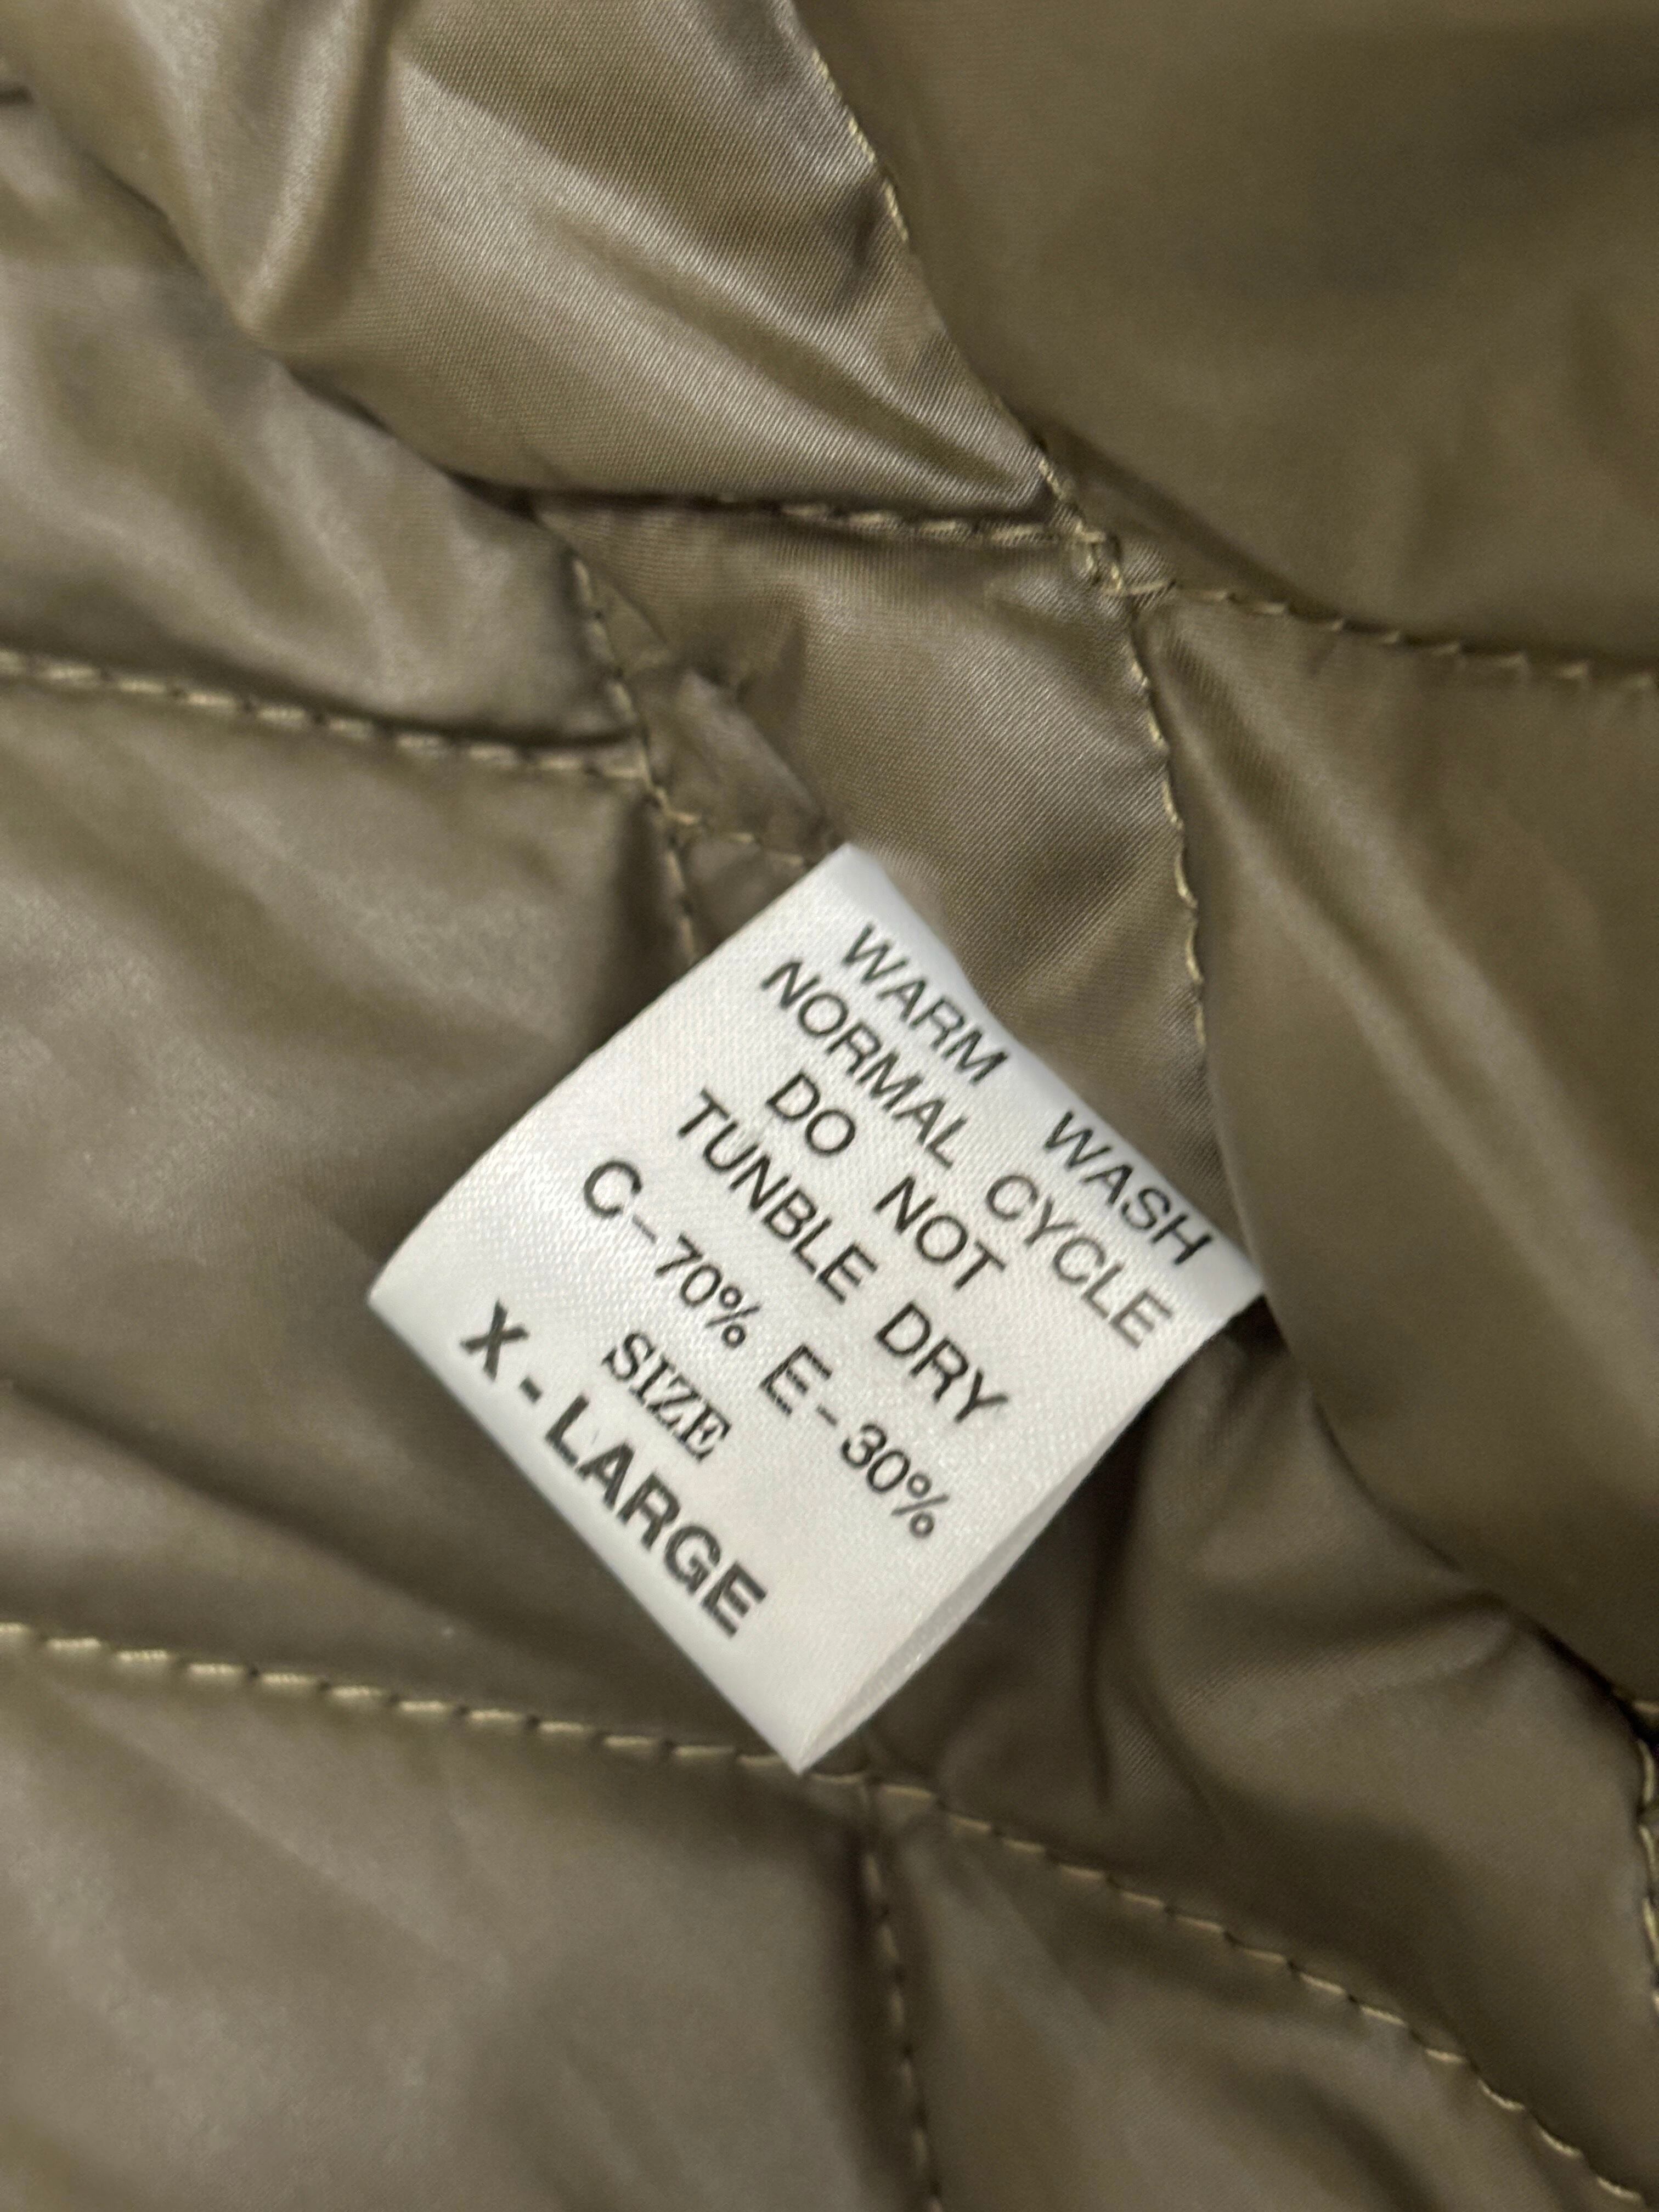 WARM WASH
NORMAL CYCLE
DO NOT
TUNBLE DRY
C-70% E-30%
SIZE
X-LARGE